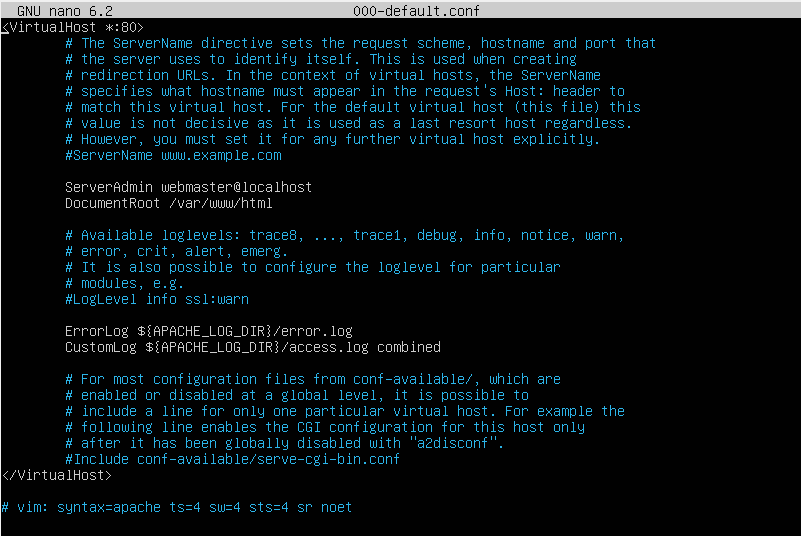 GNU nano 6.2 000-default.conf
<VirtualHost *:80>
# The ServerName directive sets the request scheme, hostname and port that
# the server uses to identify itself. This is used when creating
# redirection URLs. In the context of virtual hosts, the ServerName
# specifies what hostname must appear in the request's Host: header to
# match this virtual host. For the default virtual host (this file) this
# value is not decisive as it is used as a last resort host regardless.
# However, you must set it for any further virtual host explicitly.
#ServerName www.example.com
ServerAdmin webmaster@localhost
DocumentRoot /var/www/html
# Available loglevels: trace8, ..., trace1, debug, info, notice, warn,
# error, crit, alert, emerg.
# It is also possible to configure the loglevel for particular
# modules, e.g.
#LogLevel info ssl:warn
ErrorLog ${APACHE_LOG_DIR}/error.log
CustomLog ${APACHE_LOG_DIR}/access.log combined
# For most configuration files from conf-available/, which are
# enabled or disabled at a global level, it is possible to
# include a line for only one particular virtual host. For example the
# following line enables the CGI configuration for this host only
# after it has been globally disabled with "a2disconf".
#Include conf-available/serve-cgi-bin.conf
</VirtualHost>
# vim: syntax=apache ts=4 sw=4 sts=4 sr noet